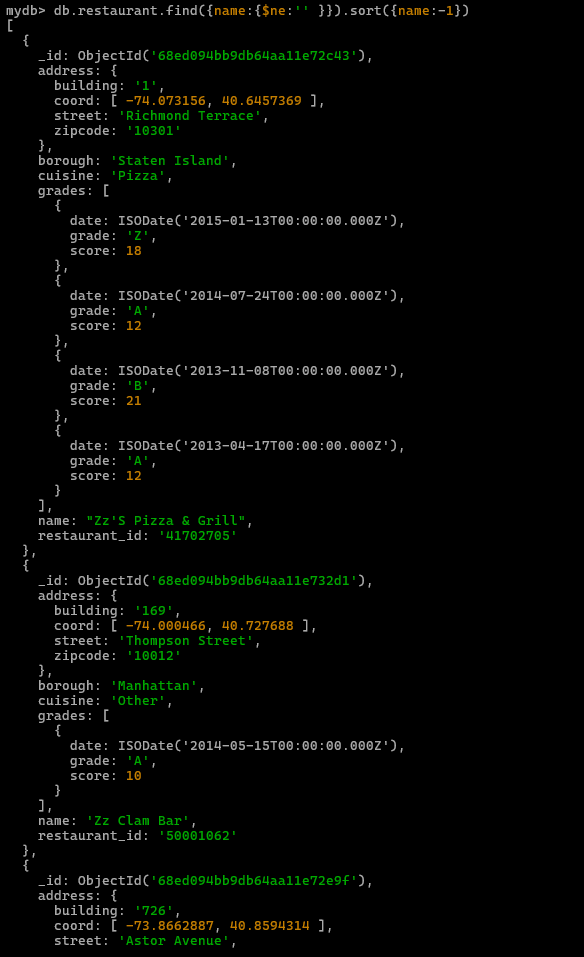 mydb> db.restaurant.find({name:{$ne:'' }}).sort({name:-1})
[
  {
    _id: ObjectId('68ed094bb9db64aa11e72c43'),
    address: {
      building: '1',
      coord: [ -74.073156, 40.6457369 ],
      street: 'Richmond Terrace',
      zipcode: '10301'
    },
    borough: 'Staten Island',
    cuisine: 'Pizza',
    grades: [
      {
        date: ISODate('2015-01-13T00:00:00.000Z'),
        grade: 'Z',
        score: 18
      },
      {
        date: ISODate('2014-07-24T00:00:00.000Z'),
        grade: 'A',
        score: 12
      },
      {
        date: ISODate('2013-11-08T00:00:00.000Z'),
        grade: 'B',
        score: 21
      },
      {
        date: ISODate('2013-04-17T00:00:00.000Z'),
        grade: 'A',
        score: 12
      }
    ],
    name: "Zz'S Pizza & Grill",
    restaurant_id: '41702705'
  },
  {
    _id: ObjectId('68ed094bb9db64aa11e732d1'),
    address: {
      building: '169',
      coord: [ -74.000466, 40.727688 ],
      street: 'Thompson Street',
      zipcode: '10012'
    },
    borough: 'Manhattan',
    cuisine: 'Other',
    grades: [
      {
        date: ISODate('2014-05-15T00:00:00.000Z'),
        grade: 'A',
        score: 10
      }
    ],
    name: 'Zz Clam Bar',
    restaurant_id: '50001062'
  },
  {
    _id: ObjectId('68ed094bb9db64aa11e72e9f'),
    address: {
      building: '726',
      coord: [ -73.8662887, 40.8594314 ],
      street: 'Astor Avenue',